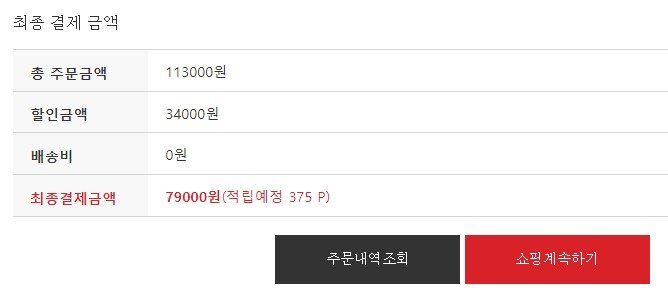 최종 결제 금액
총 주문금액 113000원
할인금액 34000원
배송비 0원
최종결제금액 79000원(적립예정 375 P)
주문내역조회 쇼핑계속하기